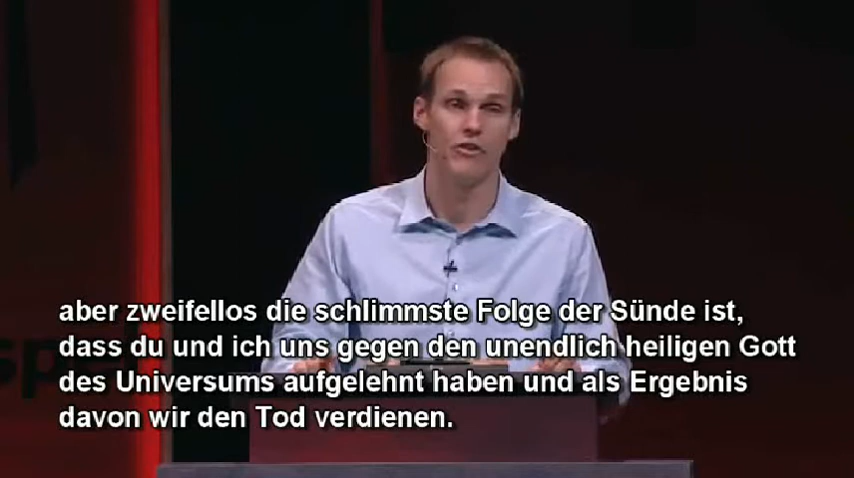 aber zweifellos die schlimmste Folge der Sünde ist,
dass du und ich uns gegen den unendlich heiligen Gott
des Universums aufgelehnt haben und als Ergebnis
davon wir den Tod verdienen.